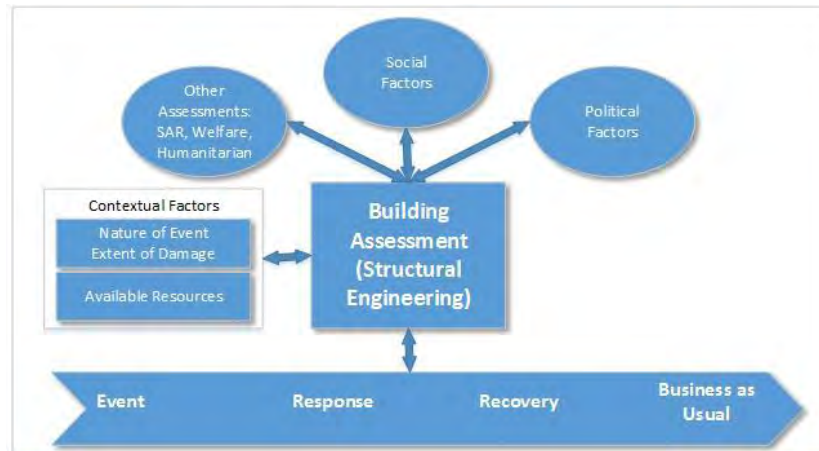 Social
Factors
Other
Assessments:
SAR, Welfare,
Humanitarian
Political
Factors
Contextual Factors
Nature of Event
Extent of Damage
Available Resources
Building
Assessment
(Structural
Engineering)
Event
Response
Recovery
Business as
Usual